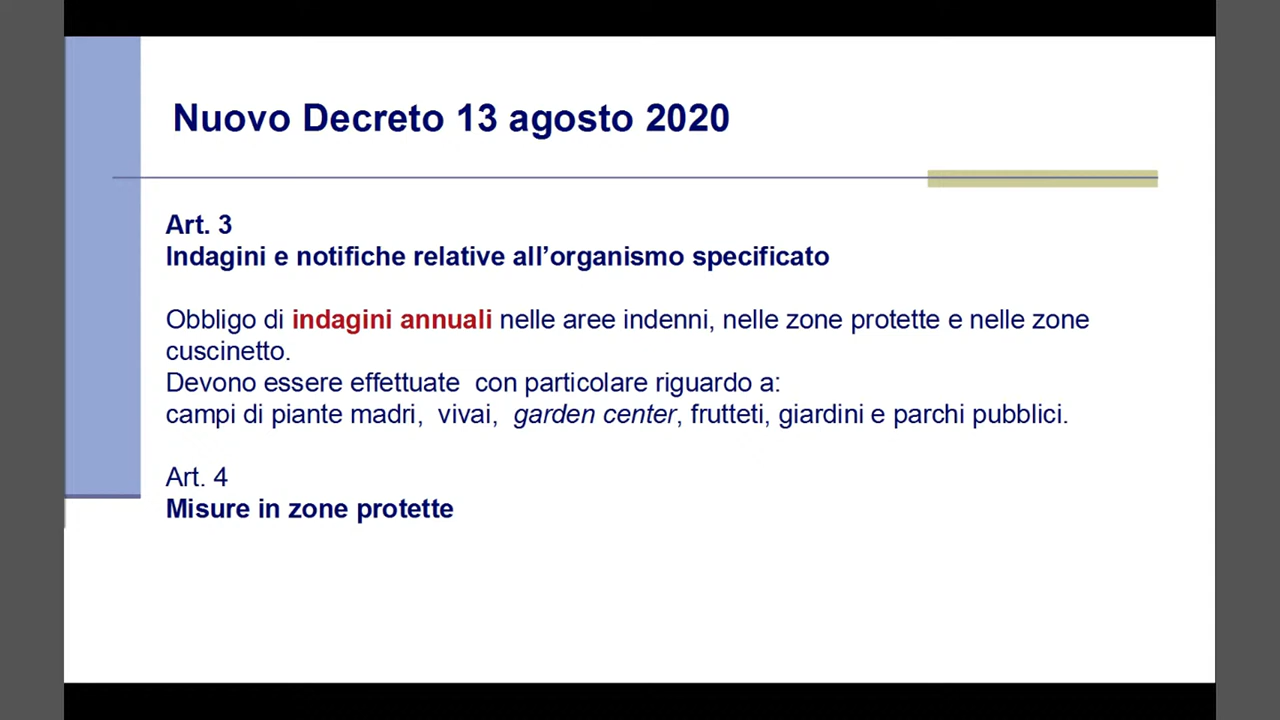 Nuovo Decreto 13 agosto 2020
Art. 3
Indagini e notifiche relative all’organismo specificato
Obbligo di indagini annuali nelle aree indenni, nelle zone protette e nelle zone
cuscinetto.
Devono essere effettuate  con particolare riguardo a:
campi di piante madri,  vivai,  garden center, frutteti, giardini e parchi pubblici.
Art. 4
Misure in zone protette